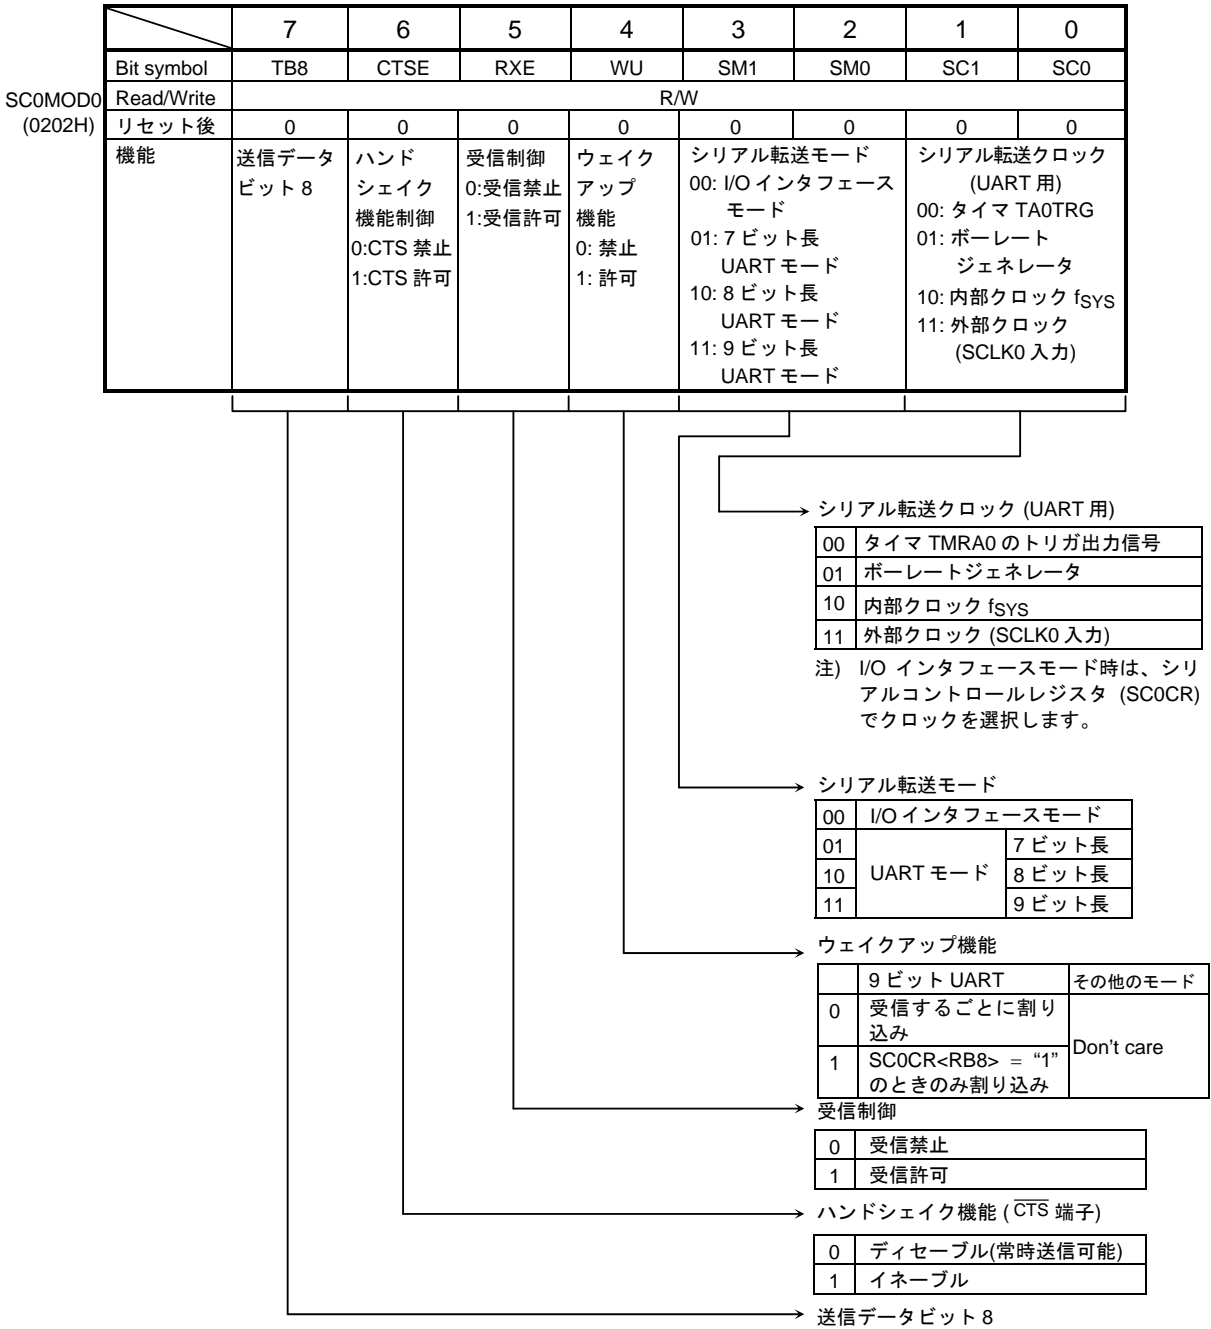 7 6 5 4 3 2 1 0
Bit symbol TB8 CTSE RXE WU SM1 SM0 SC1 SC0
SC0MOD0
(0202H)
Read/Write R/W
リセット後 0 0 0 0 0 0 0 0
機能
送信データ
ビット 8
ハンド
シェイク
機能制御
0:CTS 禁止
1:CTS 許可
受信制御
0:受信禁止
1:受信許可
ウェイク
アップ
機能
0: 禁止
1: 許可
シリアル転送モード
00: I/O インタフェース
モード
01: 7 ビット長
UART モード
10: 8 ビット長
UART モード
11: 9 ビット長
UART モード
シリアル転送クロック
(UART 用)
00: タイマ TA0TRG
01: ボーレート
ジェネレータ
10: 内部クロック fSYS
11: 外部クロック
(SCLK0 入力)
シリアル転送クロック (UART 用)
00 タイマ TMRA0 のトリガ出力信号
01 ボーレートジェネレータ
10 内部クロック fSYS
11 外部クロック (SCLK0 入力)
注) I/O インタフェースモード時は、シリ
アルコントロールレジスタ (SC0CR)
でクロックを選択します。
シリアル転送モード
00 I/O インタフェースモード
01 7 ビット長
10 UART モード 8 ビット長
11 9 ビット長
ウェイクアップ機能
9 ビット UART その他のモード
0 受信するごとに割り
込み
Don't care
1 SC0CR<RB8> = “1”
のときのみ割り込み
受信制御
0 受信禁止
1 受信許可
ハンドシェイク機能 ( C̅T̅S̅ 端子)
0 ディセーブル(常時送信可能)
1 イネーブル
送信データビット 8